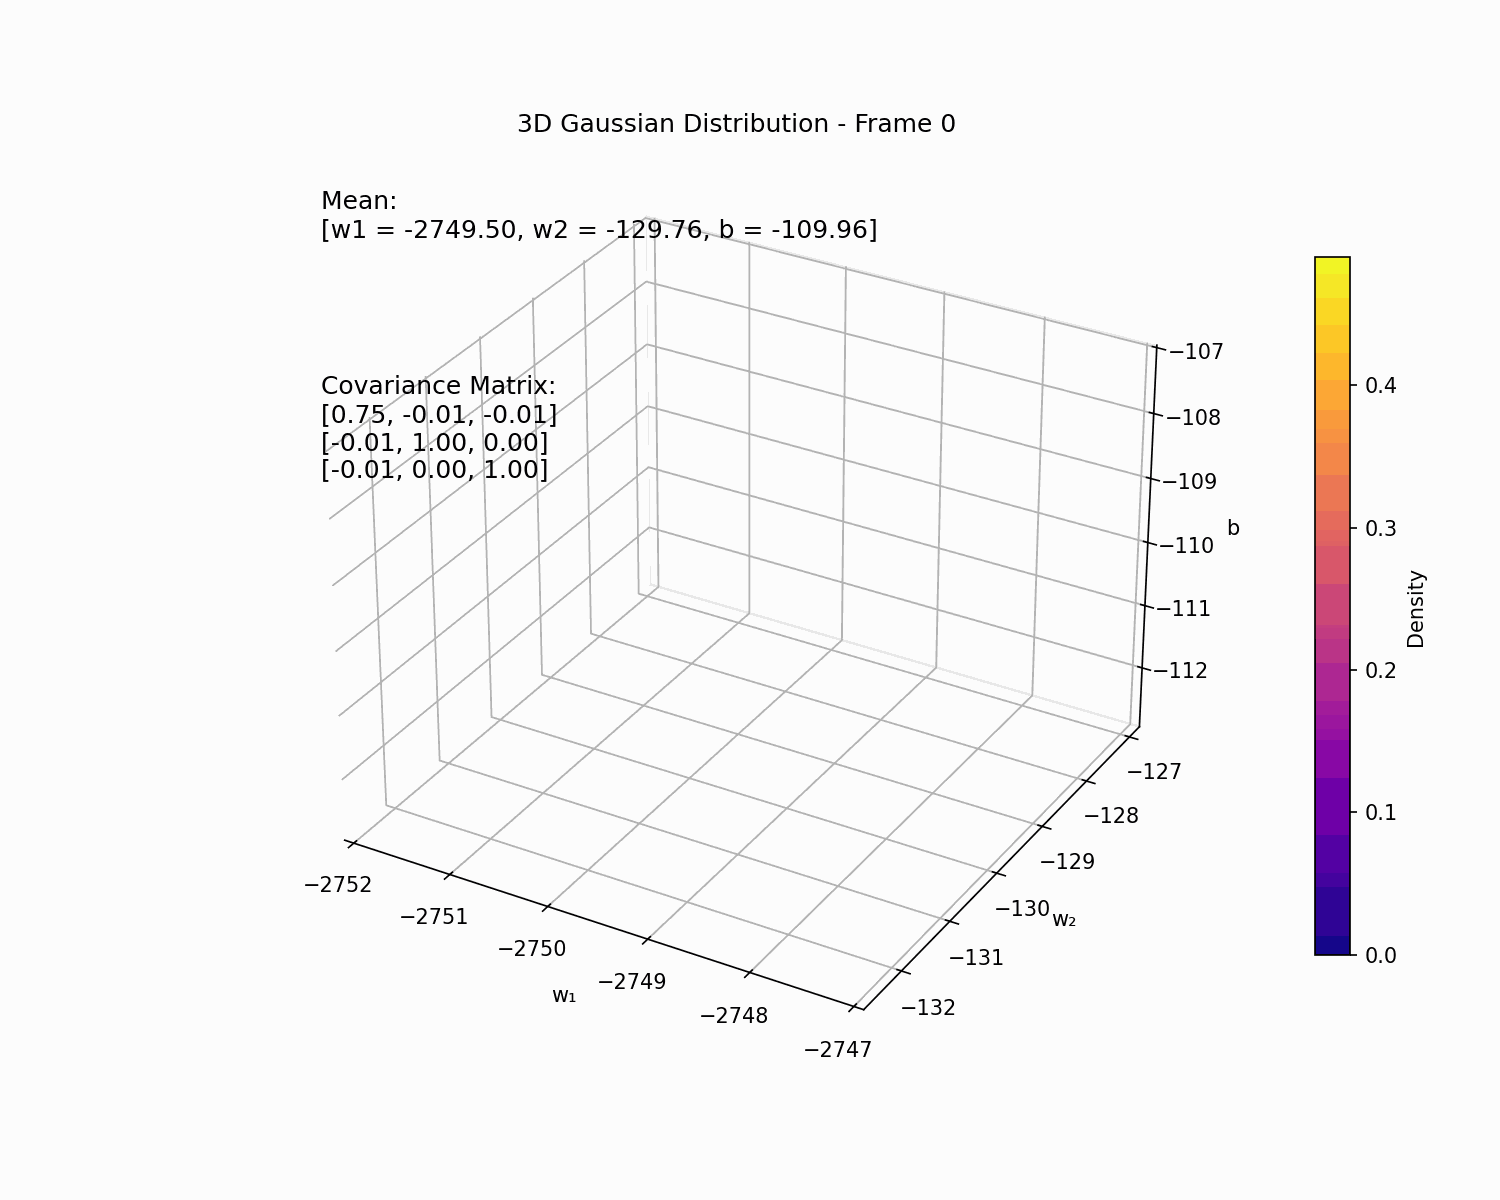 3D Gaussian Distribution - Frame 0
Mean:
[w1 = -2749.50, w2 = -129.76, b = -109.96]
Covariance Matrix:
[0.75, -0.01, -0.01]
[-0.01, 1.00, 0.00]
[-0.01, 0.00, 1.00]
−107
−108
−109
−110
−111
−112
b
−127
−128
−129
−130
−131
−132
w₂
−2752
−2751
−2750
−2749
−2748
−2747
w₁
0.4
0.3
0.2
0.1
0.0
Density